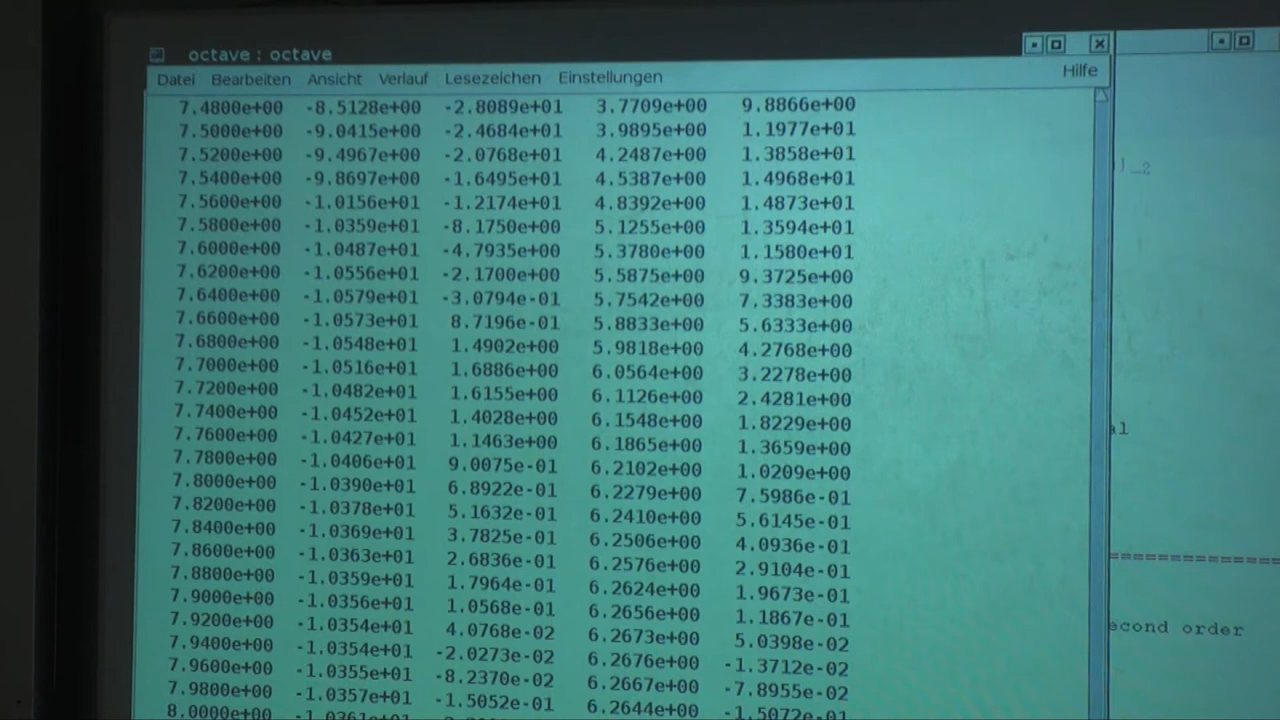 octave : octave
Datei Bearbeiten Ansicht Verlauf Lesezeichen Einstellungen Hilfe
7.4800e+00 -8.5128e+00 -2.8089e+01 3.7709e+00 9.8866e+00
7.5000e+00 -9.0415e+00 -2.4684e+01 3.9895e+00 1.1977e+01
7.5200e+00 -9.4967e+00 -2.0768e+01 4.2487e+00 1.3858e+01
7.5400e+00 -9.8697e+00 -1.6495e+01 4.5387e+00 1.4968e+01
7.5600e+00 -1.0156e+01 -1.2174e+01 4.8392e+00 1.4873e+01
7.5800e+00 -1.0359e+01 -8.1750e+00 5.1255e+00 1.3594e+01
7.6000e+00 -1.0487e+01 -4.7935e+00 5.3780e+00 1.1580e+01
7.6200e+00 -1.0556e+01 -2.1700e+00 5.5875e+00 9.3725e+00
7.6400e+00 -1.0579e+01 -3.0794e-01 5.7542e+00 7.3383e+00
7.6600e+00 -1.0573e+01 8.7196e-01 5.8833e+00 5.6333e+00
7.6800e+00 -1.0548e+01 1.4902e+00 5.9818e+00 4.2768e+00
7.7000e+00 -1.0516e+01 1.6886e+00 6.0564e+00 3.2278e+00
7.7200e+00 -1.0482e+01 1.6155e+00 6.1126e+00 2.4281e+00
7.7400e+00 -1.0452e+01 1.4028e+00 6.1548e+00 1.8229e+00
7.7600e+00 -1.0427e+01 1.1463e+00 6.1865e+00 1.3659e+00
7.7800e+00 -1.0406e+01 9.0075e-01 6.2102e+00 1.0209e+00
7.8000e+00 -1.0390e+01 6.8922e-01 6.2279e+00 7.5986e-01
7.8200e+00 -1.0378e+01 5.1632e-01 6.2410e+00 5.6145e-01
7.8400e+00 -1.0369e+01 3.7825e-01 6.2506e+00 4.0936e-01
7.8600e+00 -1.0363e+01 2.6836e-01 6.2576e+00 2.9104e-01
7.8800e+00 -1.0359e+01 1.7964e-01 6.2624e+00 1.9673e-01
7.9000e+00 -1.0356e+01 1.0568e-01 6.2656e+00 1.1867e-01
7.9200e+00 -1.0354e+01 4.0768e-02 6.2673e+00 5.0398e-02
7.9400e+00 -1.0354e+01 -2.0273e-02 6.2676e+00 -1.3712e-02
7.9600e+00 -1.0355e+01 -8.2370e-02 6.2667e+00 -7.8955e-02
7.9800e+00 -1.0357e+01 -1.5052e-01 6.2644e+00 -1.5072e-01
8.0000e+00 -1.0361e+01
)_2
al
==============
econd order